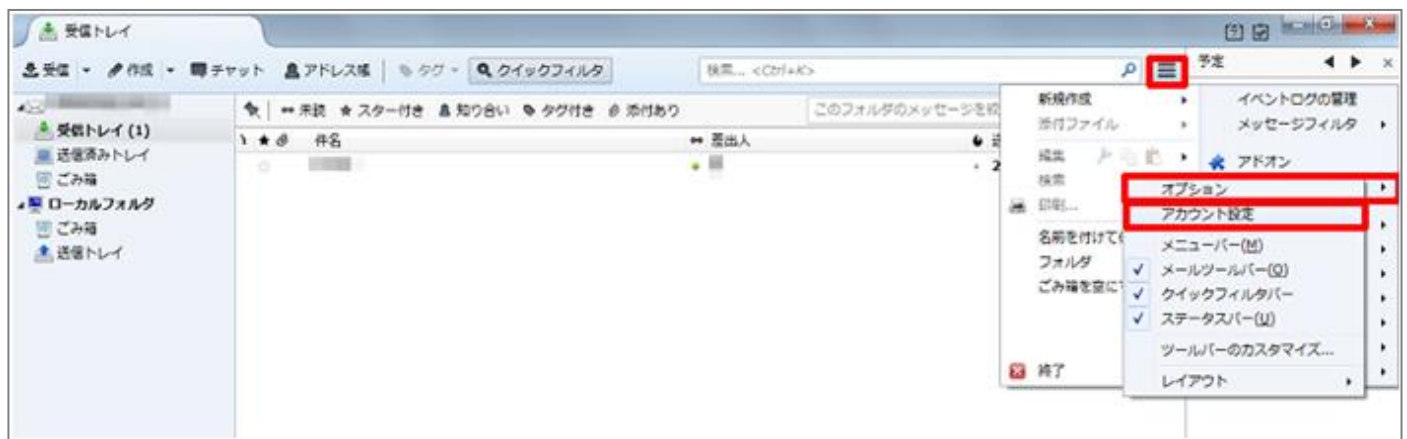 受信トレイ
受信 作成 チャット アドレス帳 タグ クイックフィルタ 検索... <Ctrl+K> 予定
未読 スター付き 知り合い タグ付き 添付あり このフォルダのメッセージを
件名 差出人
受信トレイ (1)
送信済みトレイ
ごみ箱
ローカルフォルダ
ごみ箱
送信トレイ
新規作成
添付ファイル
編集
検索
印刷...
名前を付けて
フォルダ
ごみ箱を空に
終了
イベントログの管理
メッセージフィルタ
アドオン
オプション
アカウント設定
メニューバー(M)
メールツールバー(O)
クイックフィルタバー
ステータスバー(U)
ツールバーのカスタマイズ...
レイアウト